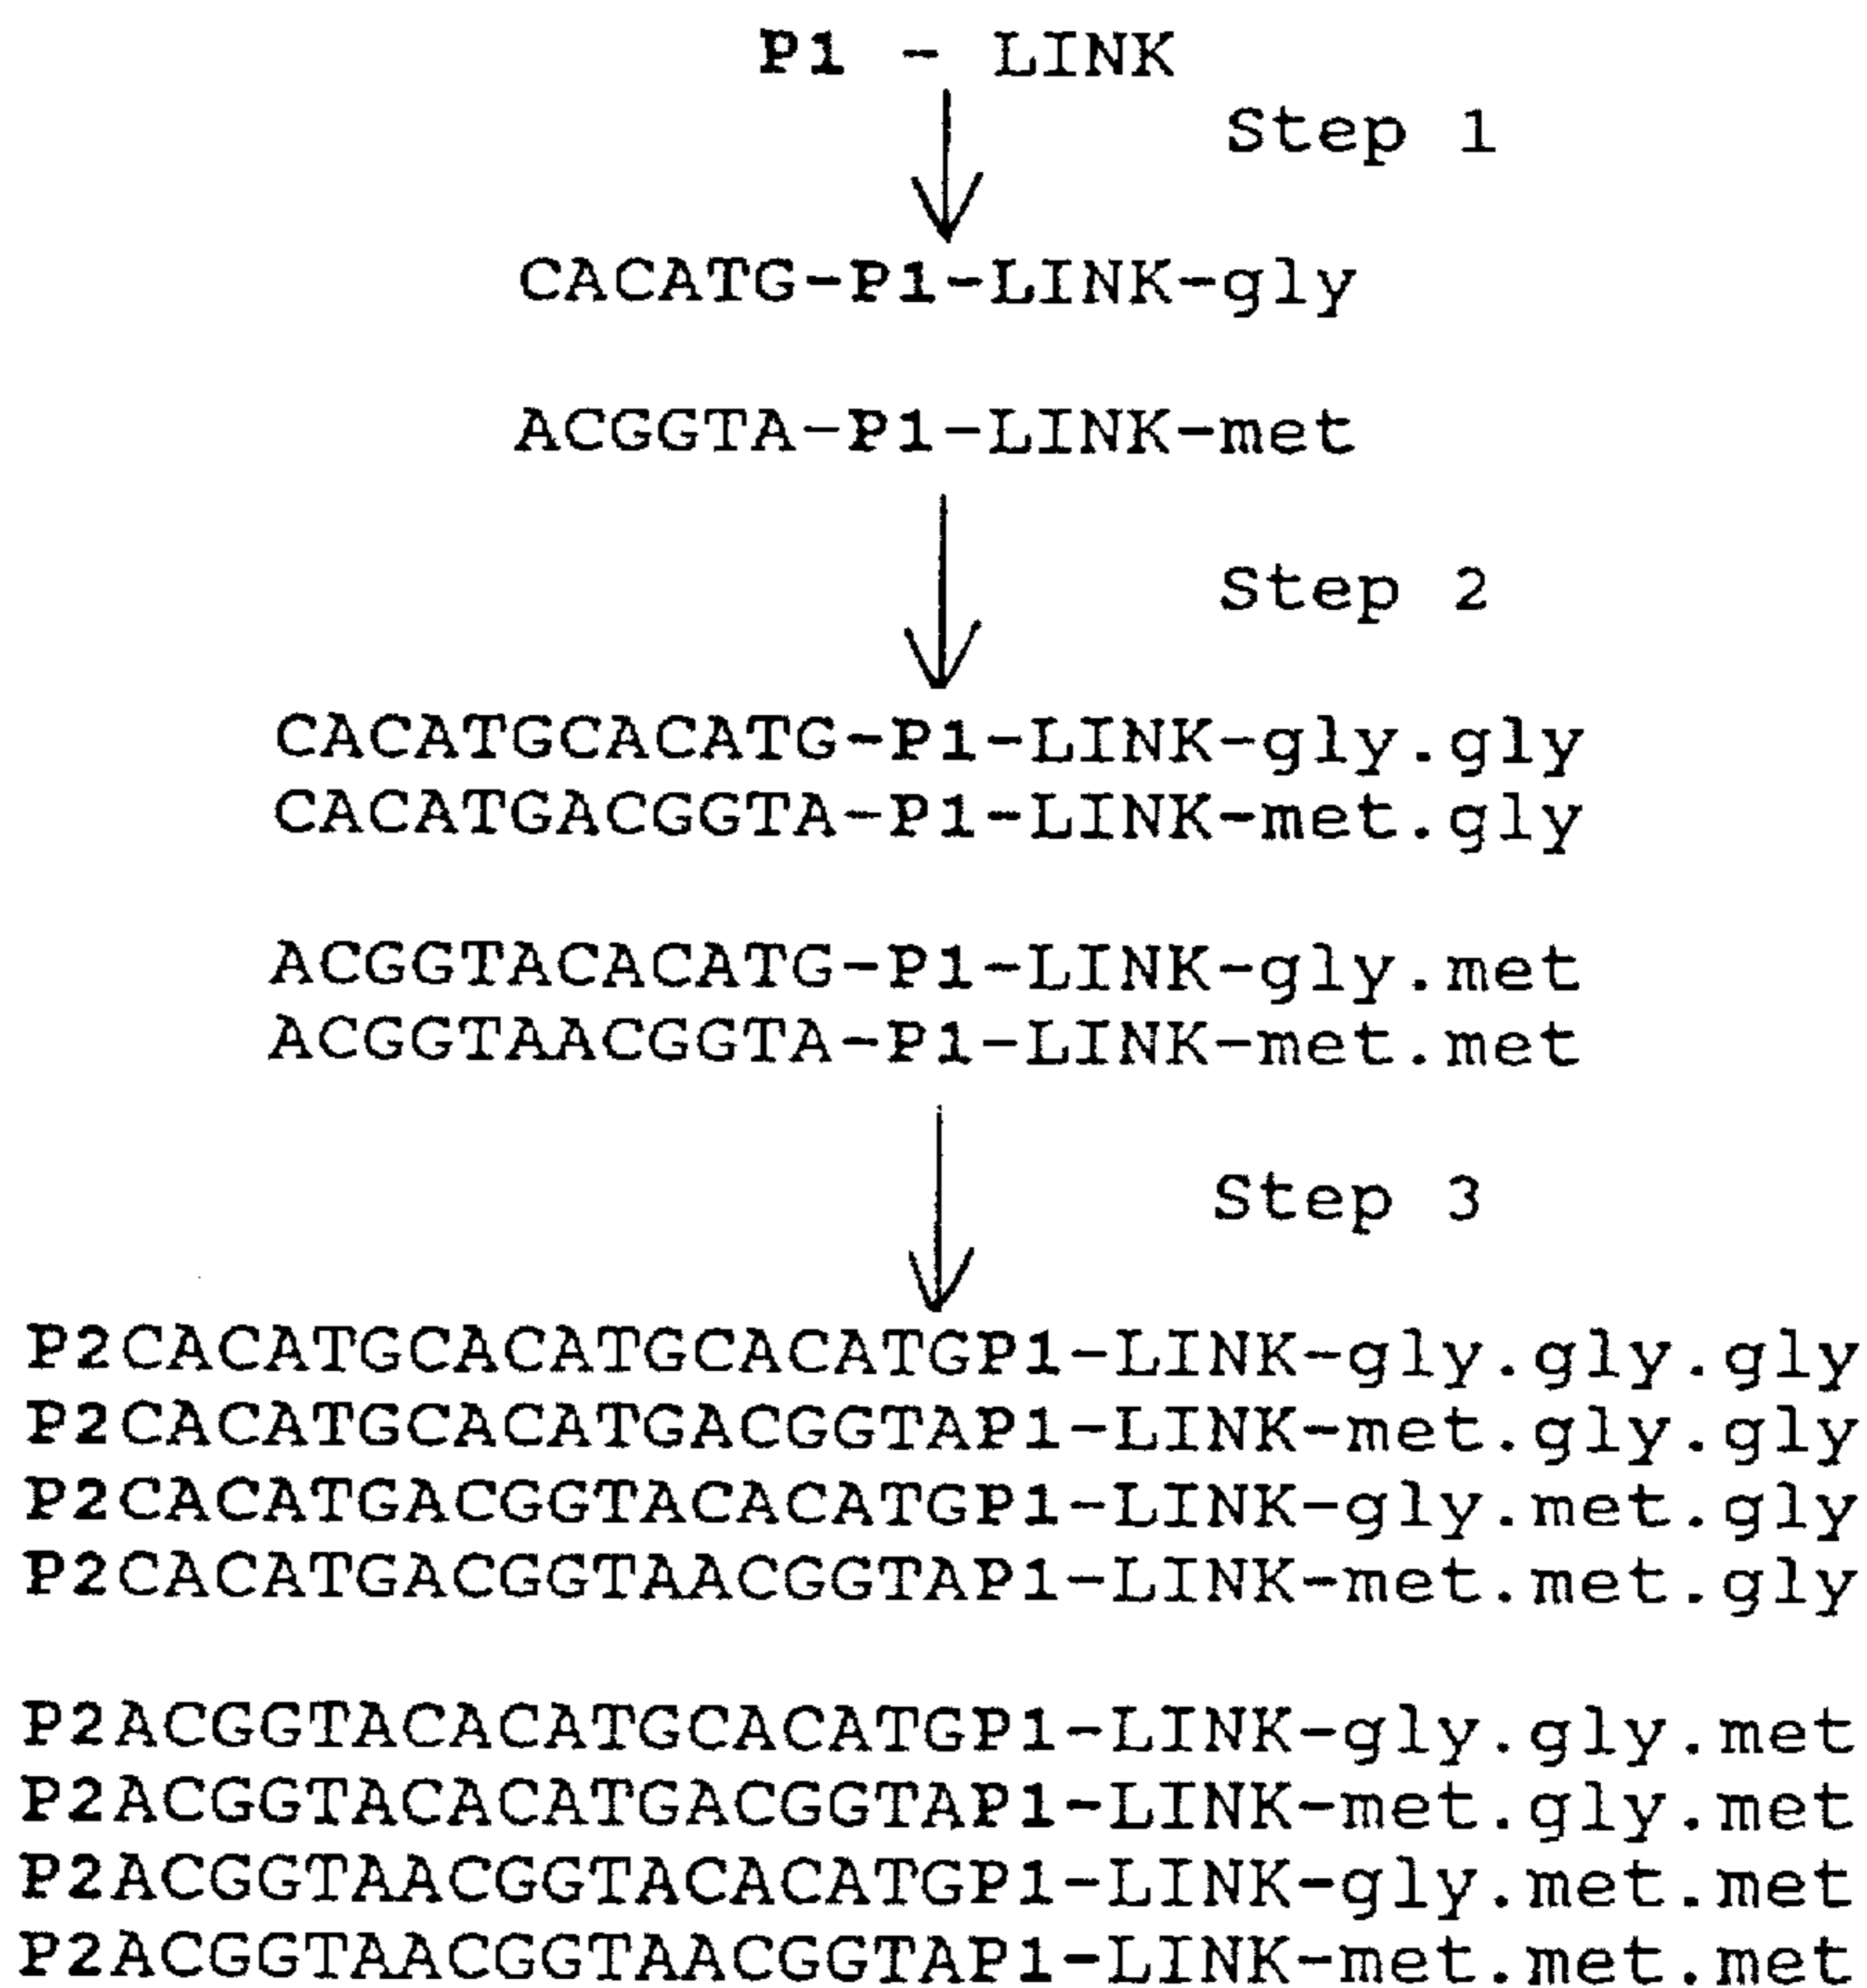 P1 - LINK
Step 1
CACATG-P1-LINK-gly
ACGGTA-P1-LINK-met
Step 2
CACATGCACATG-P1-LINK-gly.gly
CACATGACGGTA-P1-LINK-met.gly
ACGGTACACATG-P1-LINK-gly.met
ACGGTAACGGTA-P1-LINK-met.met
Step 3
P2CACATGCACATGCACATGP1-LINK-gly.gly.gly
P2CACATGCACATGACGGTAP1-LINK-met.gly.gly
P2CACATGACGGTACACATGP1-LINK-gly.met.gly
P2CACATGACGGTAACGGTAP1-LINK-met.met.gly
P2ACGGTACACATGCACATGP1-LINK-gly.gly.met
P2ACGGTACACATGACGGTAP1-LINK-met.gly.met
P2ACGGTAACGGTACACATGP1-LINK-gly.met.met
P2ACGGTAACGGTAACGGTAP1-LINK-met.met.met